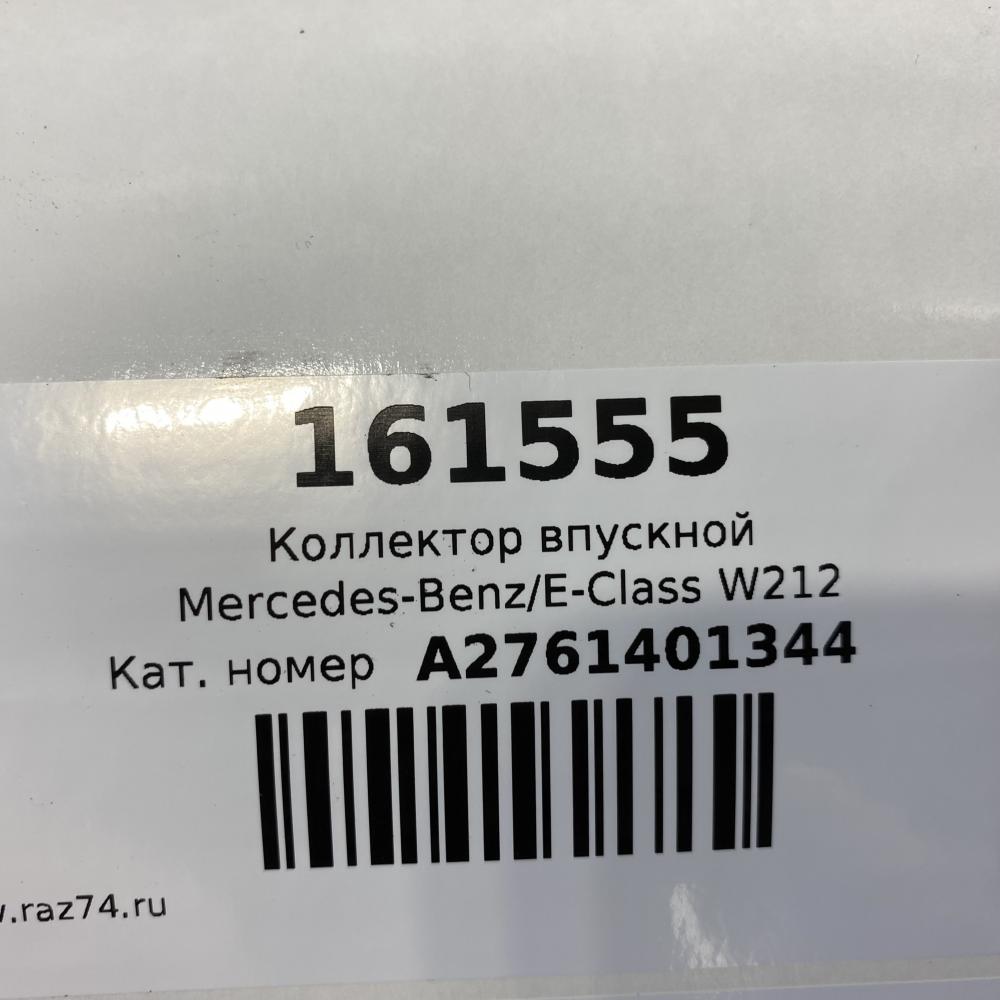 161555
Коллектор впускной
Mercedes-Benz/E-Class W212
Кат. номер A2761401344
.raz74.ru